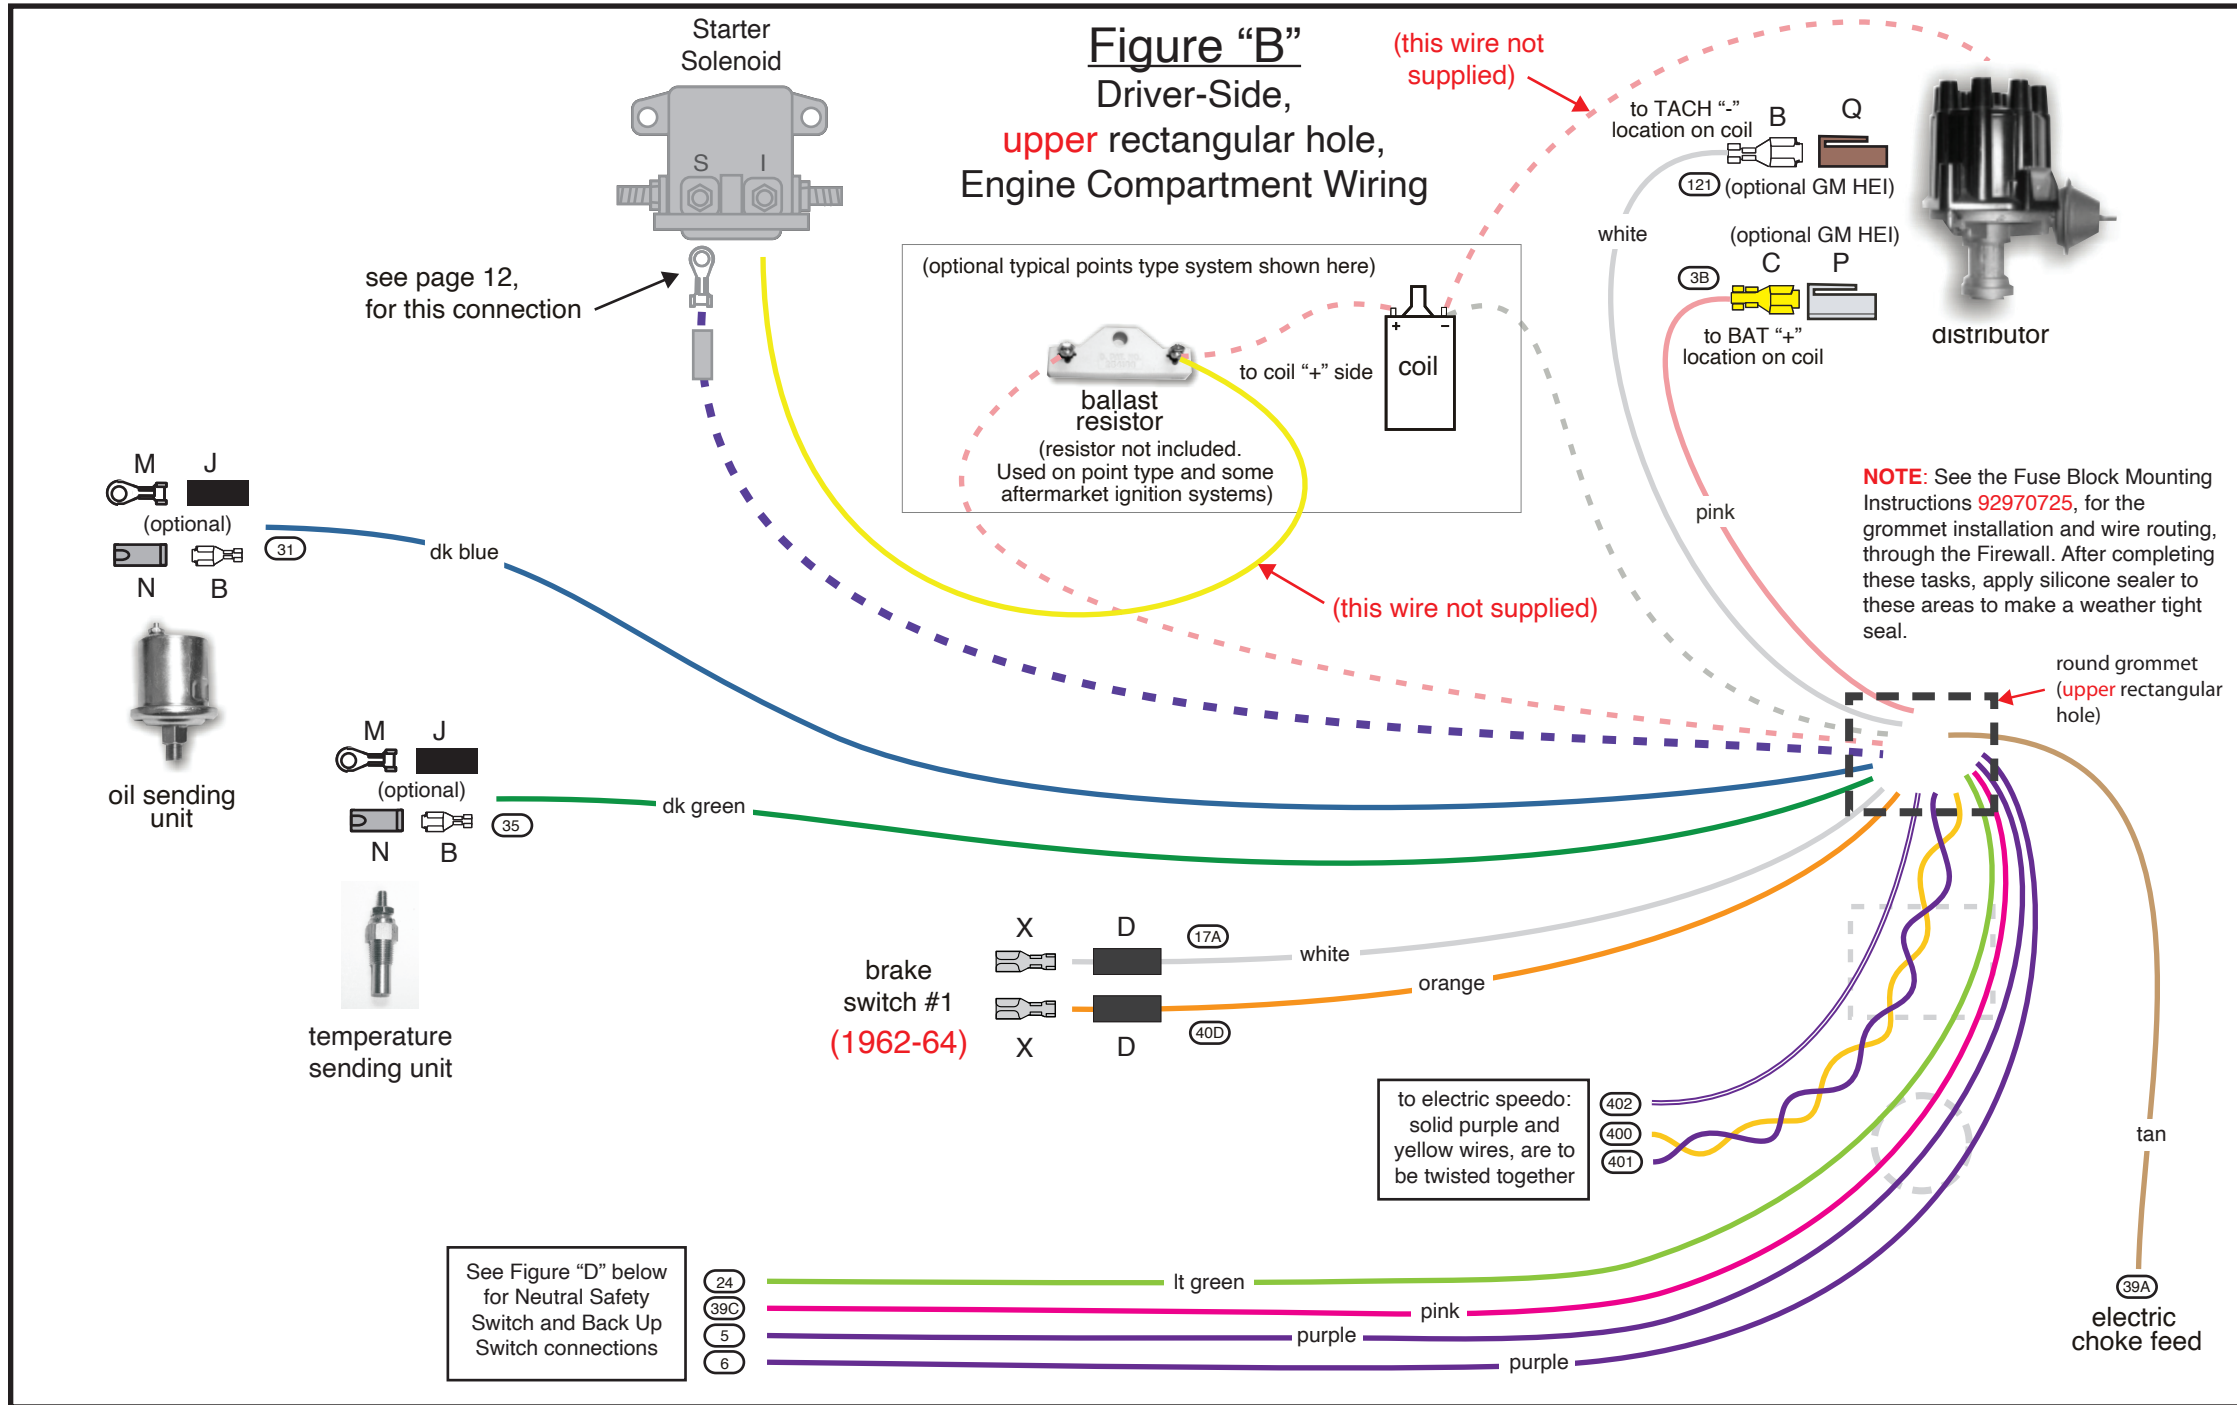 Figure “B”
Driver-Side,
upper rectangular hole,
Engine Compartment Wiring
Starter
Solenoid
S
I
see page 12,
for this connection
(this wire not
supplied)
to TACH “-”
location on coil
B
Q
121
(optional GM HEI)
white
(optional GM HEI)
3B
C
P
to BAT “+”
location on coil
distributor
(optional typical points type system shown here)
+
–
to coil “+” side
coil
ballast
resistor
(resistor not included.
Used on point type and some
aftermarket ignition systems)
pink
(this wire not supplied)
NOTE: See the Fuse Block Mounting
Instructions 92970725, for the
grommet installation and wire routing,
through the Firewall. After completing
these tasks, apply silicone sealer to
these areas to make a weather tight
seal.
round grommet
(upper rectangular
hole)
M
J
(optional)
31
N
B
dk blue
oil sending
unit
M
J
(optional)
35
N
B
dk green
temperature
sending unit
brake
switch #1
(1962-64)
X
D
17A
white
orange
X
D
40D
to electric speedo:
solid purple and
yellow wires, are to
be twisted together
402
400
401
tan
39A
electric
choke feed
See Figure “D” below
for Neutral Safety
Switch and Back Up
Switch connections
24
39C
5
6
lt green
pink
purple
purple